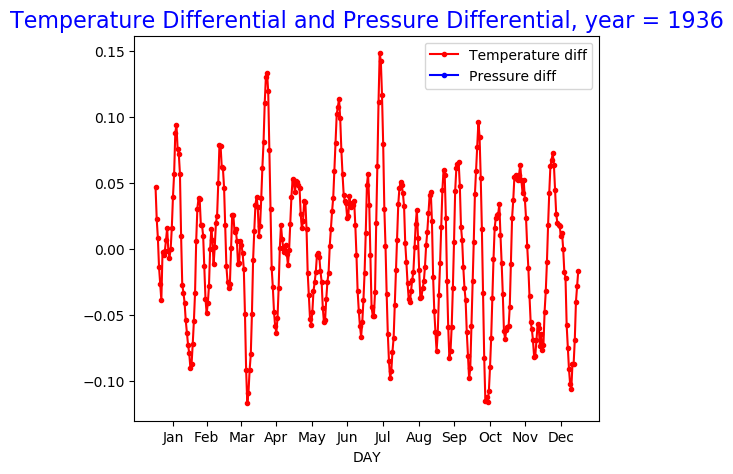 Temperature Differential and Pressure Differential, year = 1936
Temperature diff
Pressure diff
0.15
0.10
0.05
0.00
−0.05
−0.10
Jan Feb Mar Apr May Jun Jul Aug Sep Oct Nov Dec
DAY